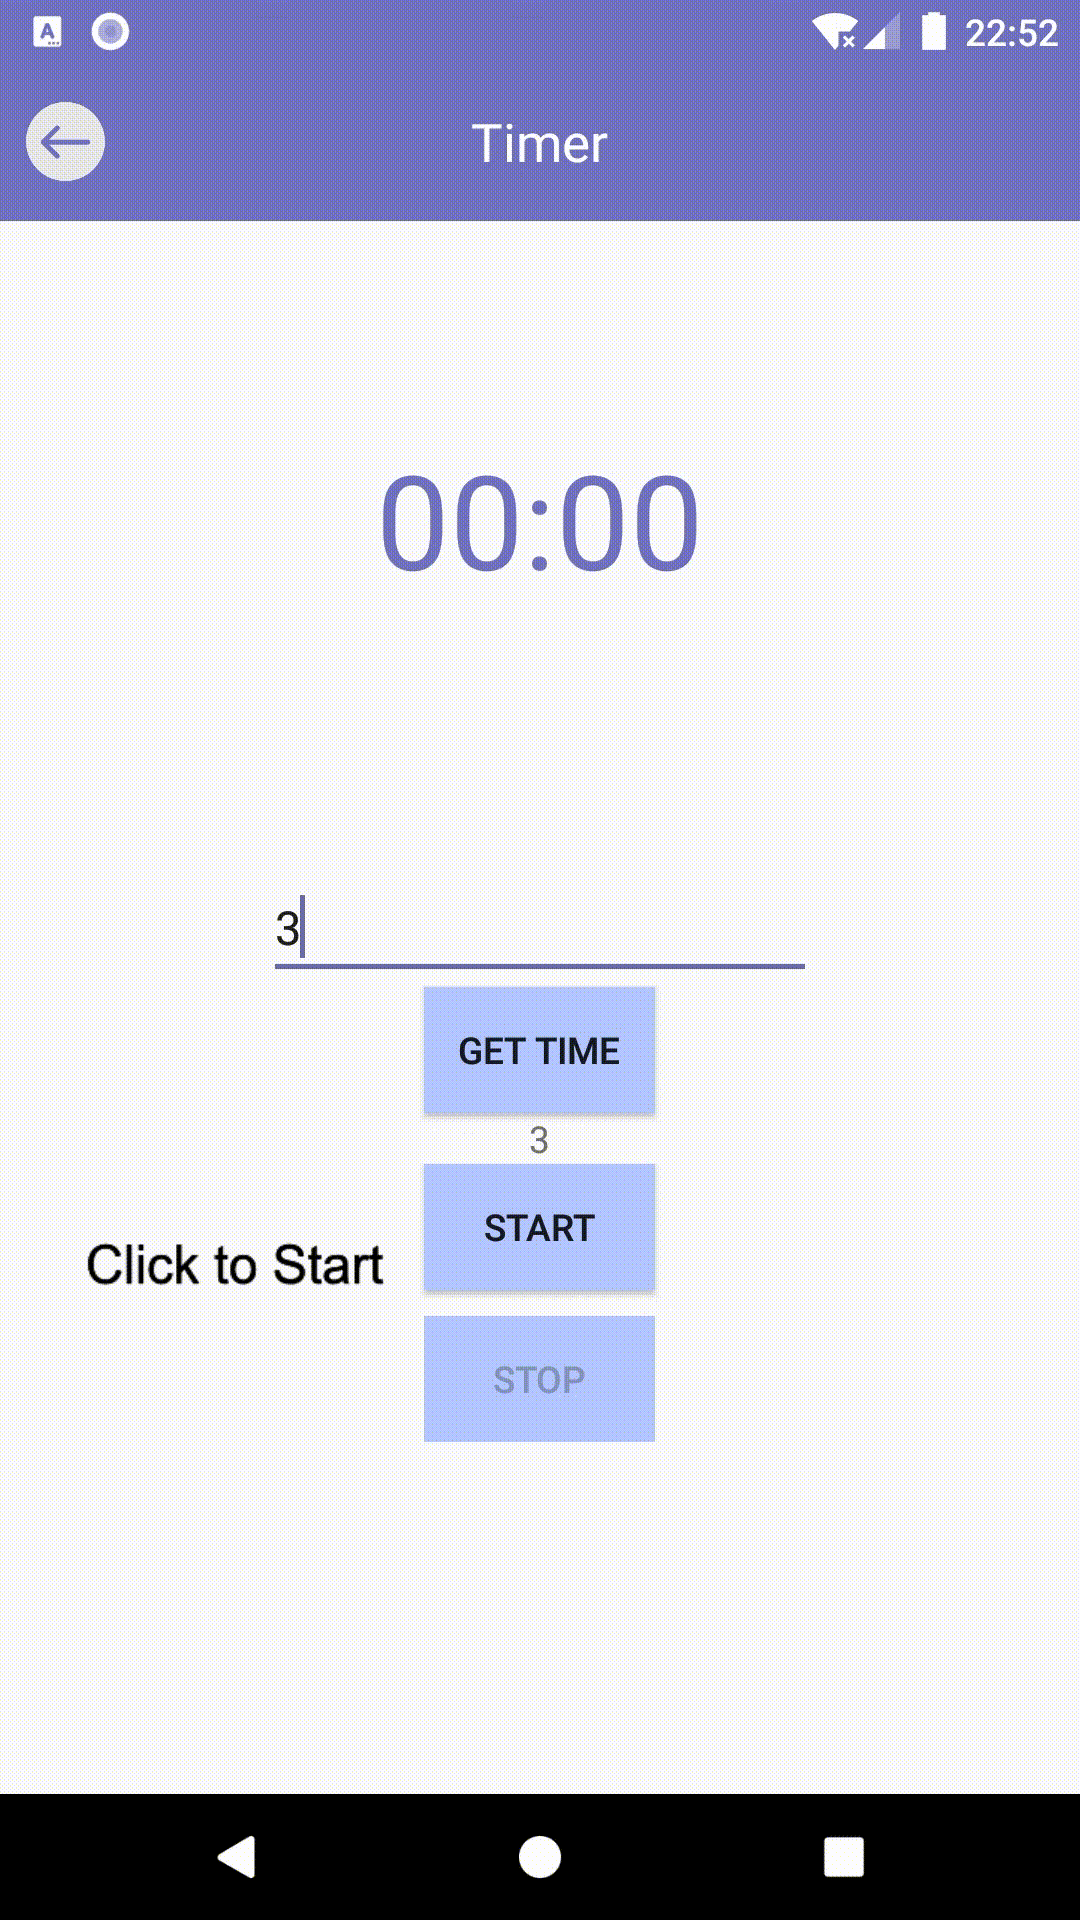 A
22:52
Timer
00:00
3
GET TIME
3
START
Click to Start
STOP